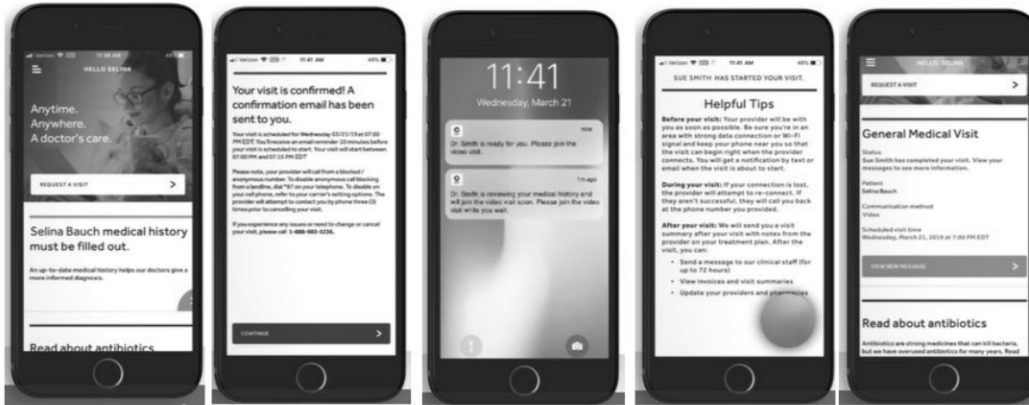 Verizon 11:58 AM
HELLO SELINA
Anytime.
Anywhere.
A doctor's care.
REQUEST A VISIT
Selina Bauch medical history
must be filled out.
An up-to-date medical history helps our doctors give a
more informed diagnosis.
Read about antibiotics
Verizon 11:41 AM 46%
Your visit is confirmed! A
confirmation email has been
sent to you.
Your visit is scheduled for Wednesday 03/21/19 at 07:00
PM EDT. You'll receive an email reminder 10 minutes before
your visit is scheduled to start. Your visit will start between
07:00 PM and 07:15 PM EDT
Please note, your provider will call from a blocked /
anonymous number. To disable anonymous call blocking
from a landline, dial *87 on your telephone. To disable on
your cell phone, refer to your carrier's setting options. The
provider will attempt to contact you by phone three (3)
times prior to cancelling your visit.
If you experience any issues or need to change or cancel
your visit, please call
CONTINUE
11:41
Wednesday, March 21
now
Dr. Smith is ready for you. Please join the
video visit.
1m ago
Dr. Smith is reviewing your medical history and
will join the video visit soon. Please join the video
visit while you wait.
Verizon 11:41 AM 46%
SUE SMITH HAS STARTED YOUR VISIT.
Helpful Tips
Before your visit: Your provider will be with
you as soon as possible. Be sure you're in an
area with strong data connection or Wi-Fi
signal and keep your phone near you so that
the visit can begin right when the provider
connects. You will get a notification by text or
email when the visit is about to start.
During your visit: If your connection is lost,
the provider will attempt to re-connect. If
they aren't successful, they will call you back
at the phone number you provided.
After your visit: We will send you a visit
summary after your visit with notes from the
provider on your treatment plan. After the
visit, you can:
• Send a message to our clinical staff (for
up to 72 hours)
• View invoices and visit summaries
• Update your providers and pharmacies
HELLO SELINA
REQUEST A VISIT
General Medical Visit
Status
Sue Smith has completed your visit. View your
messages to see more information.
Patient
Selina Bauch
Communication method
Video
Scheduled visit time
Wednesday, March 21, 2019 at 7:00 PM EDT
VIEW NEW MESSAGE
Read about antibiotics
Antibiotics are strong medicines that can kill bacteria,
but we have overused antibiotics for many years. Read